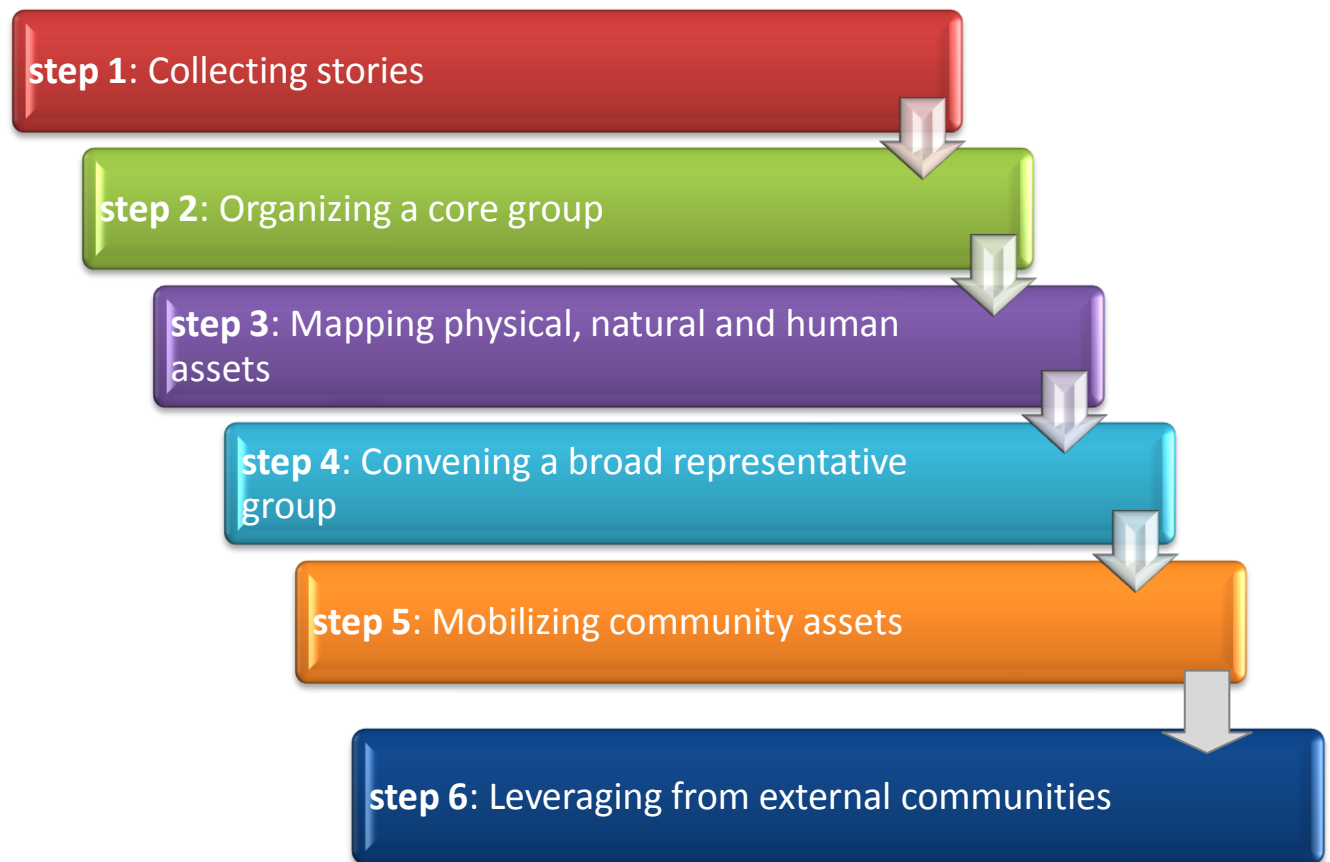 step 1: Collecting stories
step 2: Organizing a core group
step 3: Mapping physical, natural and human
assets
step 4: Convening a broad representative
group
step 5: Mobilizing community assets
step 6: Leveraging from external communities